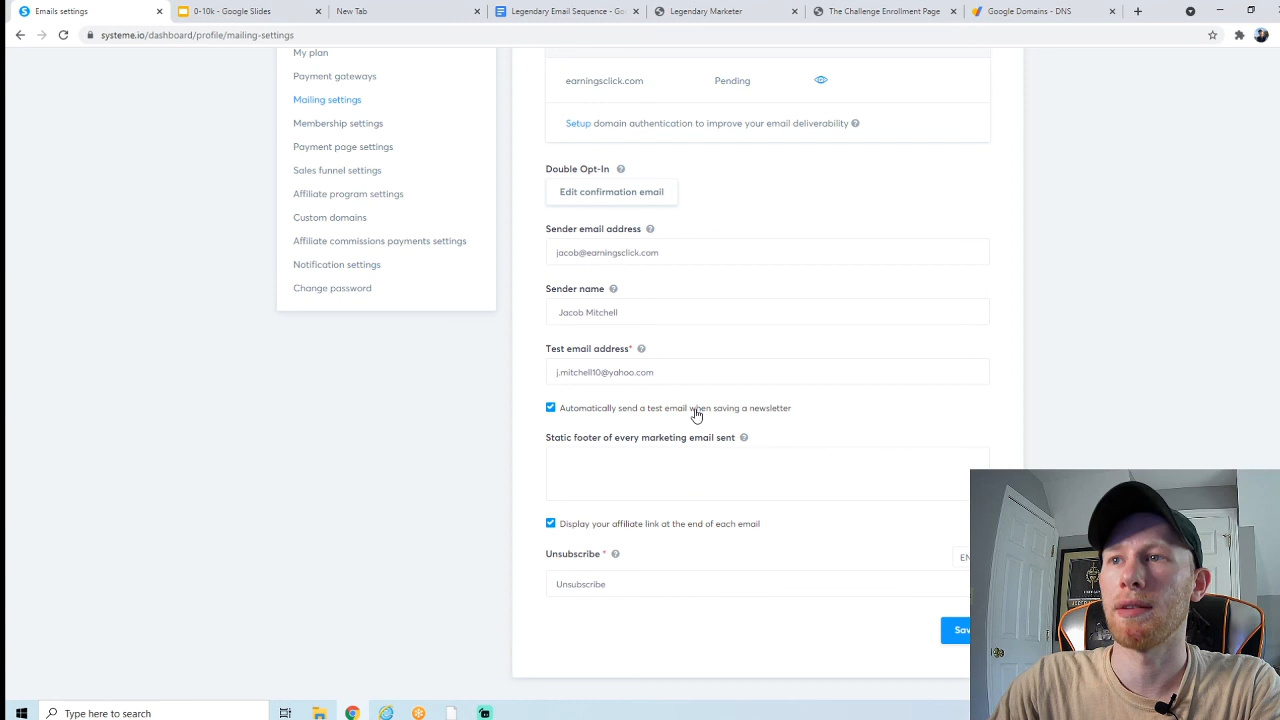 Emails settings
0-10k - Google Slides
New Tab
Legendary Email Sequence - Go
Legendary Marketer
The Challenge Enrollment Page
Google Domains - DNS
systeme.io/dashboard/profile/mailing-settings
My plan
Payment gateways
Mailing settings
Membership settings
Payment page settings
Sales funnel settings
Affiliate program settings
Custom domains
Affiliate commissions payments settings
Notification settings
Change password
earningsclick.com Pending
Setup domain authentication to improve your email deliverability
Double Opt-In
Edit confirmation email
Sender email address
jacob@earningsclick.com
Sender name
Jacob Mitchell
Test email address*
j.mitchell10@yahoo.com
Automatically send a test email when saving a newsletter
Static footer of every marketing email sent
Display your affiliate link at the end of each email
Unsubscribe *
EN
Unsubscribe
Sav
Type here to search